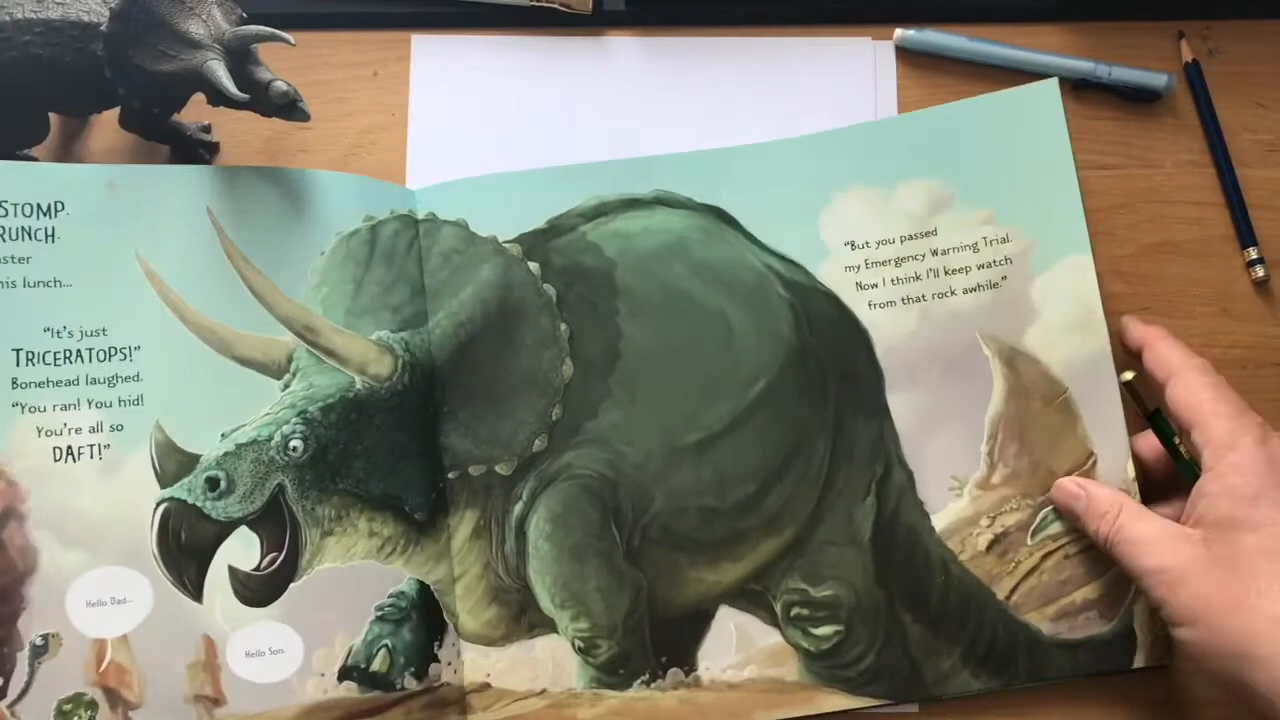 STOMP.
RUNCH.
aster
his lunch...
“It’s just
TRICERATOPS!”
Bonehead laughed,
“You ran! You hid!
You’re all so
DAFT!”
“But you passed
my Emergency Warning Trial.
Now I think I’ll keep watch
from that rock awhile.”
Hello Dad...
Hello Son.